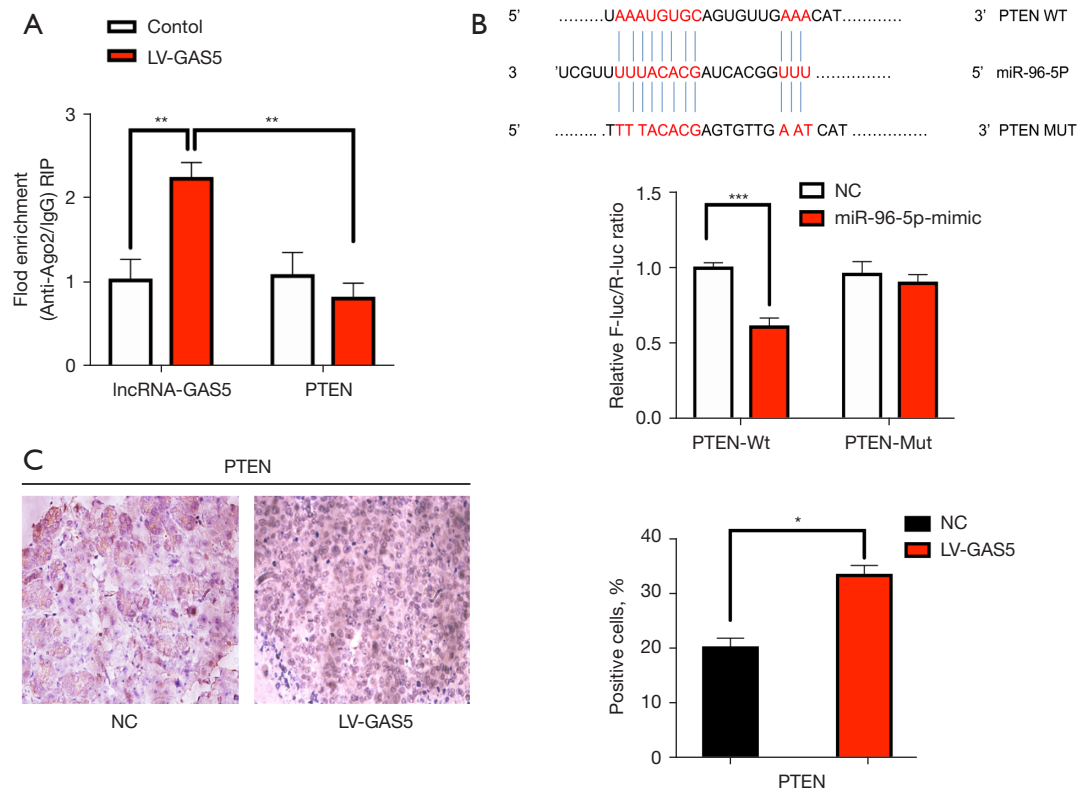 A
Contol
LV-GAS5
Flod enrichment
(Anti-Ago2/IgG) RIP
3
2
1
0
**
**
lncRNA-GAS5
PTEN
B
5' .........UAAAUGUGCAGUGUUGAAACAT............... 3' PTEN WT
3 'UCGUUUUUACACGAUCACGGUUU ............... 5' miR-96-5P
5' ......... .TTT TACACGAGTGTTG A AT CAT ............... 3' PTEN MUT
NC
miR-96-5p-mimic
Relative F-luc/R-luc ratio
1.5
1.0
0.5
0.0
***
PTEN-Wt
PTEN-Mut
C
PTEN
NC
LV-GAS5
NC
LV-GAS5
Positive cells, %
40
30
20
10
0
*
PTEN